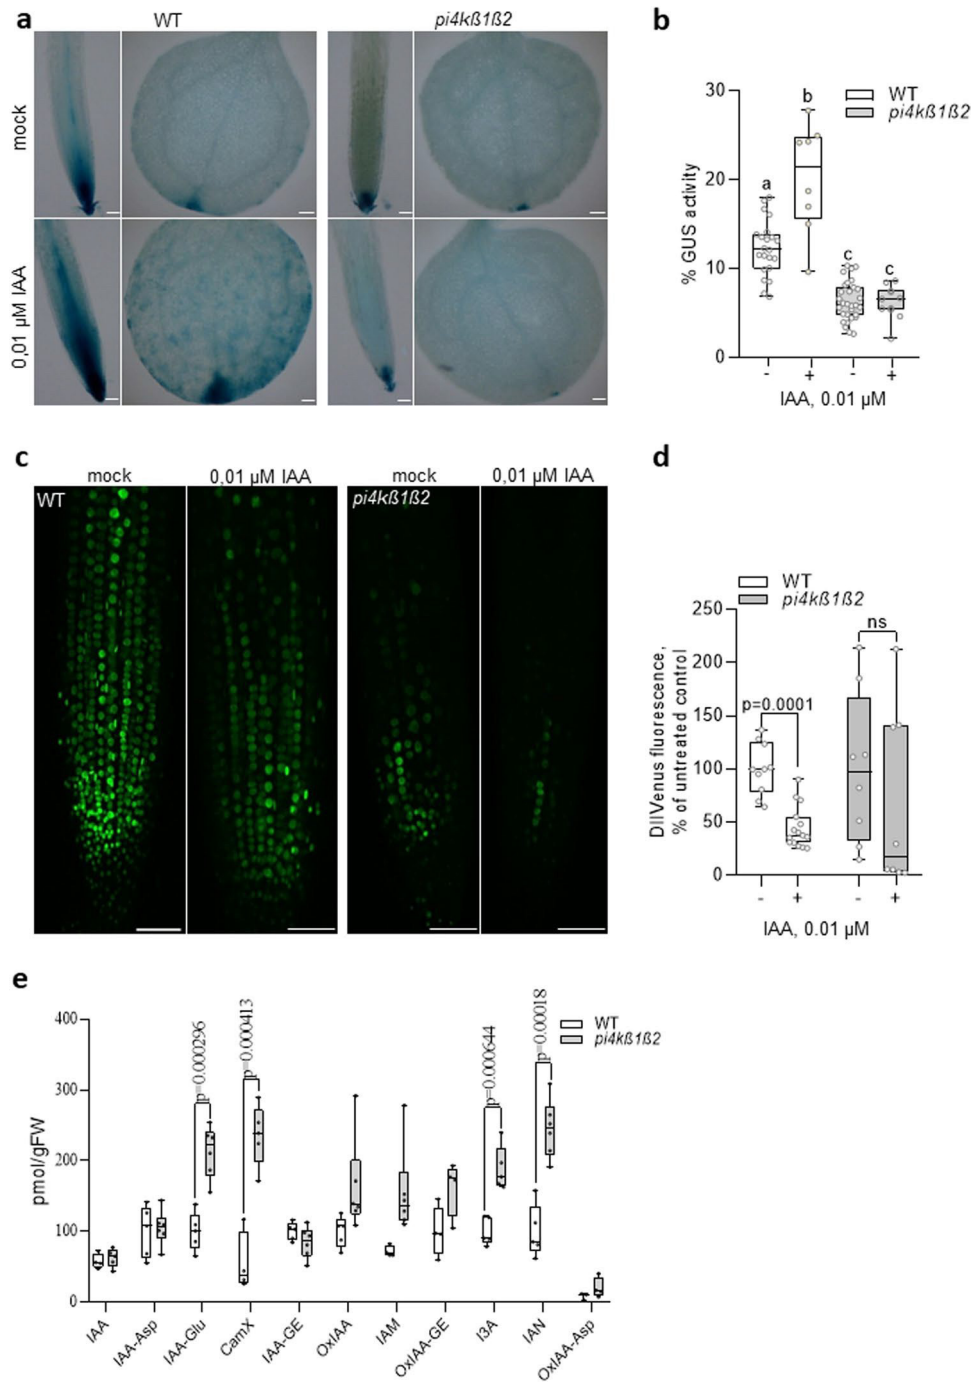 a
WT
pi4kß1ß2
mock
0,01 µM IAA
b
30
20
10
0
% GUS activity
WT
pi4kß1ß2
a
b
c
c
- + - +
IAA, 0.01 µM
c
mock
0,01 µM IAA
mock
0,01 µM IAA
WT
pi4kß1ß2
d
WT
pi4kß1ß2
250
200
150
100
50
0
DIIVenus fluorescence,
% of untreated control
p=0.0001
ns
- + - +
IAA, 0.01 µM
e
400
300
200
100
0
pmol/gFW
p=0.000296
p=0.000413
p=0.000644
p=0.00018
WT
pi4kß1ß2
IAA
IAA-Asp
IAA-Glu
CamX
IAA-GE
OxIAA
IAM
OxIAA-GE
I3A
IAN
OxIAA-Asp